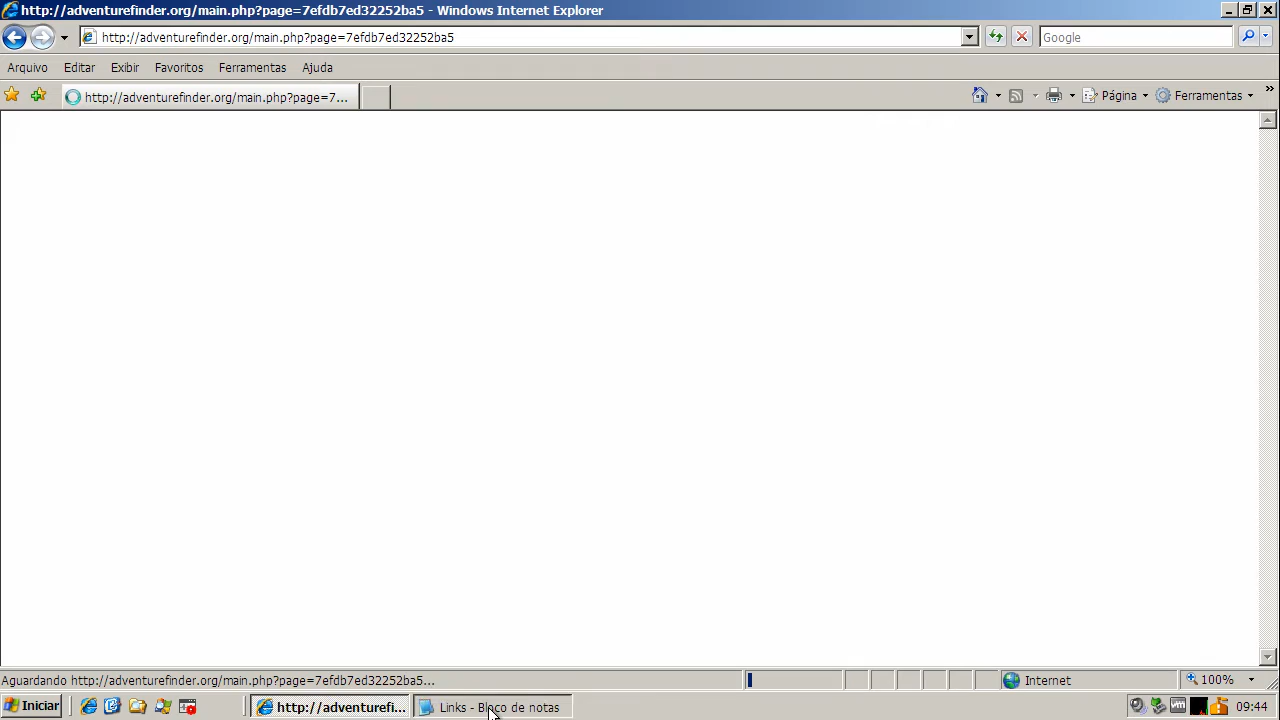 http://adventurefinder.org/main.php?page=7efdb7ed32252ba5 - Windows Internet Explorer
http://adventurefinder.org/main.php?page=7efdb7ed32252ba5
Google
Arquivo Editar Exibir Favoritos Ferramentas Ajuda
http://adventurefinder.org/main.php?page=7...
Página Ferramentas
Aguardando http://adventurefinder.org/main.php?page=7efdb7ed32252ba5...
Internet
100%
Iniciar
http://adventurefi...
Links - Bloco de notas
09:44